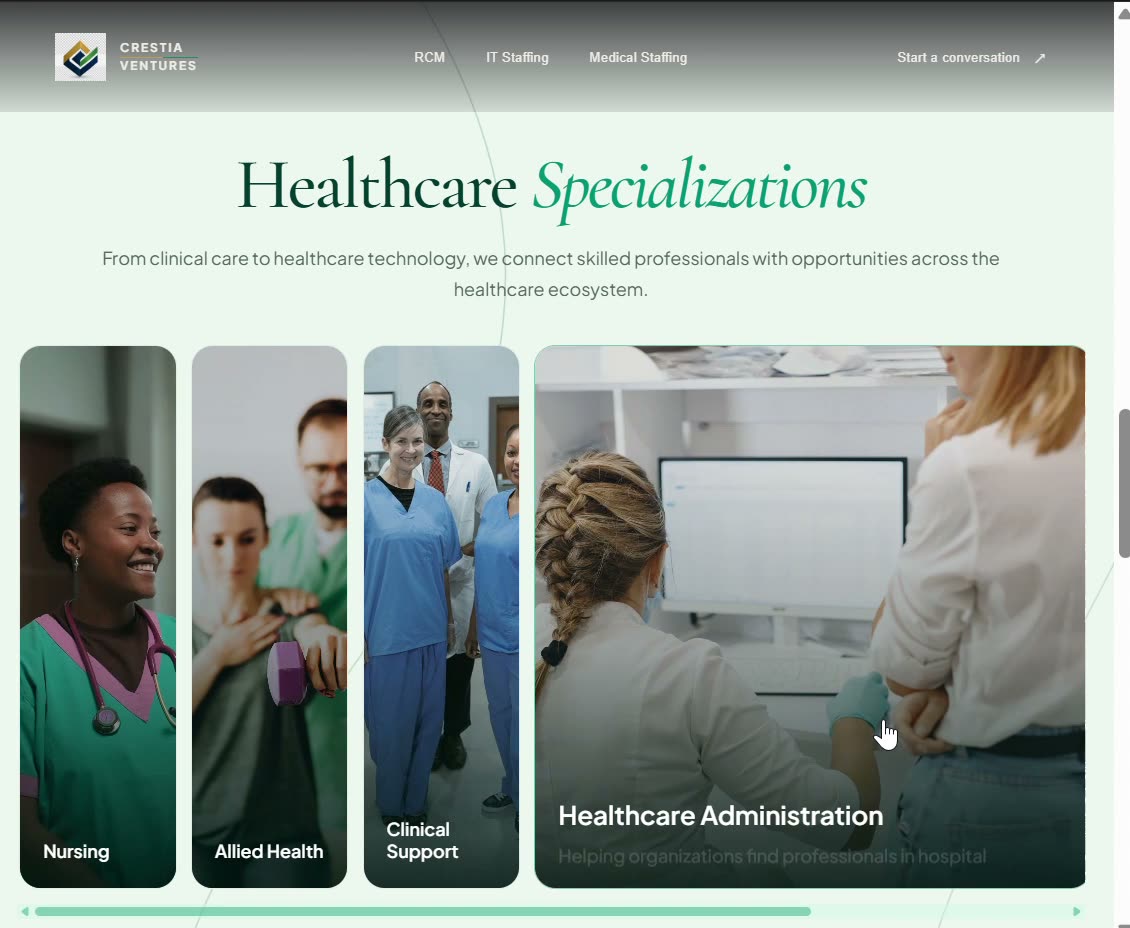 CRESTIA
VENTURES
RCM
IT Staffing
Medical Staffing
Start a conversation ↗
Healthcare Specializations
From clinical care to healthcare technology, we connect skilled professionals with opportunities across the
healthcare ecosystem.
Nursing
Allied Health
Clinical
Support
Healthcare Administration
Helping organizations find professionals in hospital